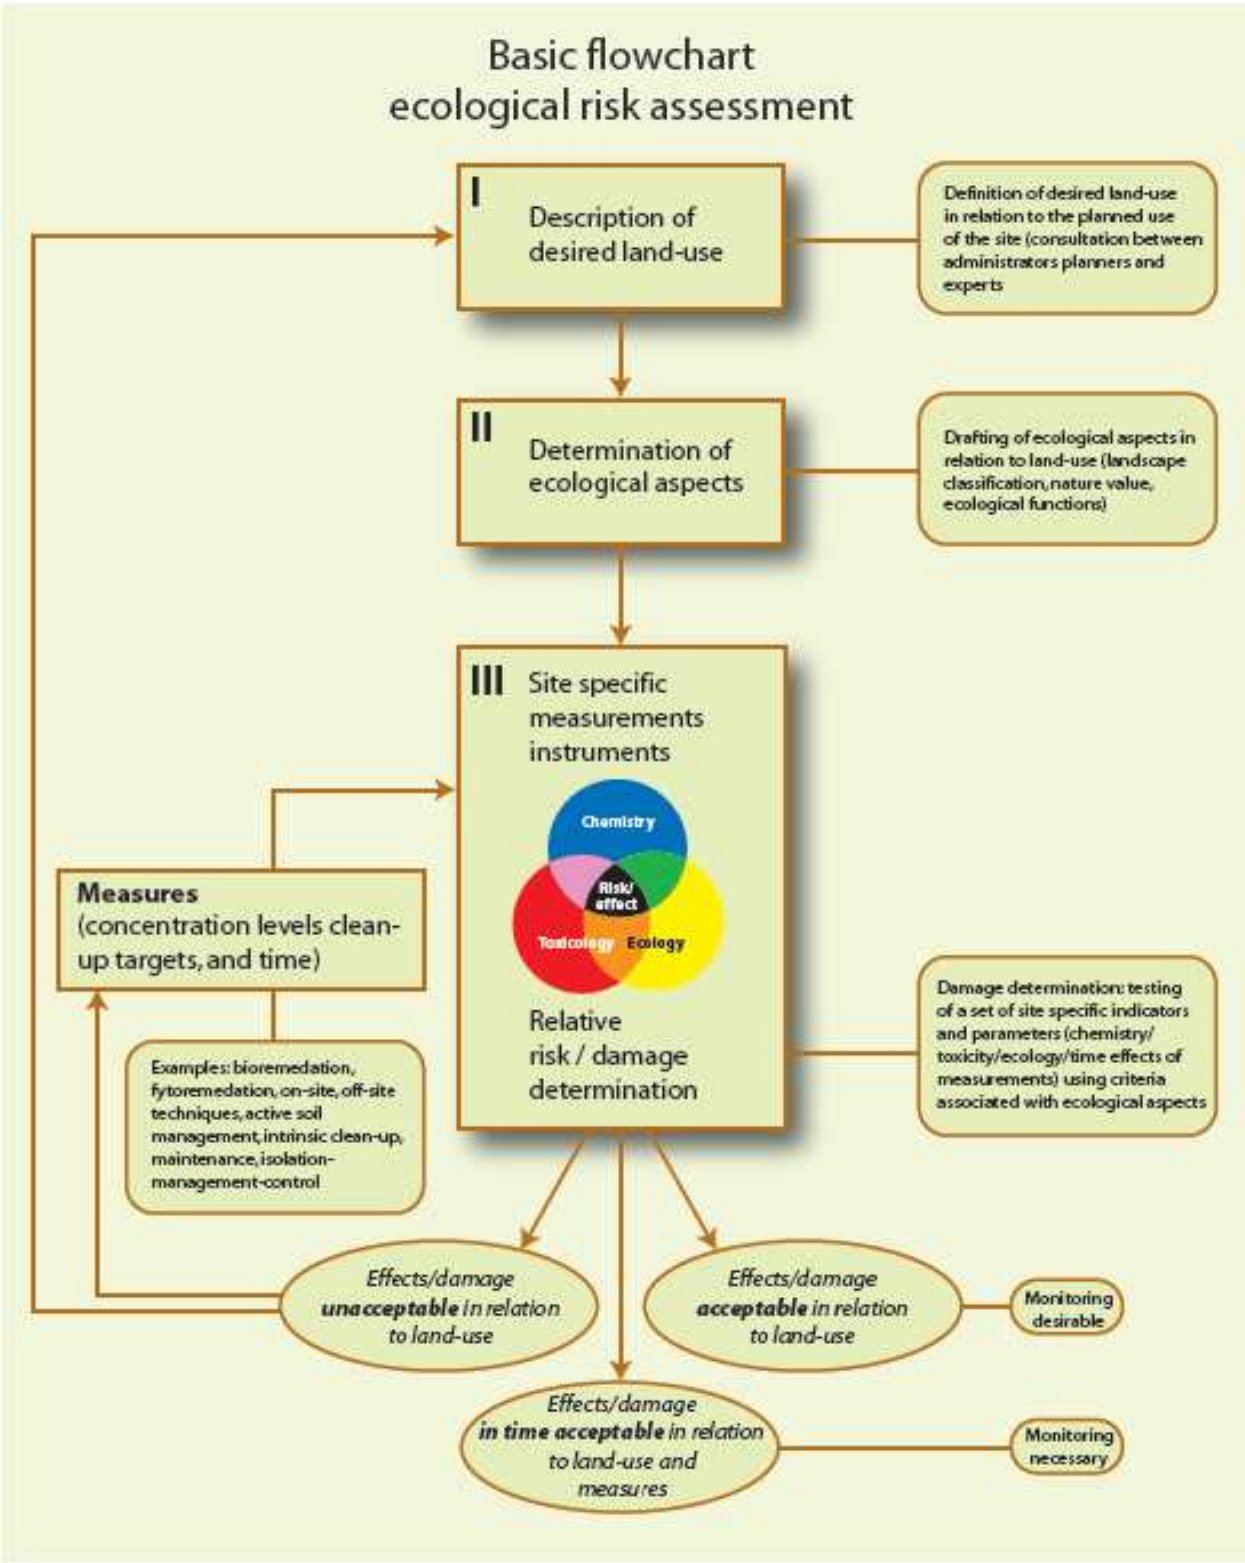 Basic flowchart
ecological risk assessment
I
Description of
desired land-use
Definition of desired land-use
in relation to the planned use
of the site (consultation between
administrators planners and
experts
II
Determination of
ecological aspects
Drafting of ecological aspects in
relation to land-use (landscape
classification, nature value,
ecological functions)
III
Site specific
measurements
instruments
Chemistry
Risk/
effect
Toxicology
Ecology
Relative
risk / damage
determination
Measures
(concentration levels clean-
up targets, and time)
Examples: bioremedation,
fytoremedation, on-site, off-site
techniques, active soil
management, intrinsic clean-up,
maintenance, isolation-
management-control
Damage determination: testing
of a set of site specific indicators
and parameters (chemistry/
toxicity/ecology/time effects of
measurements) using criteria
associated with ecological aspects
Effects/damage
unacceptable in relation
to land-use
Effects/damage
acceptable in relation
to land-use
Monitoring
desirable
Effects/damage
in time acceptable in relation
to land-use and
measures
Monitoring
necessary